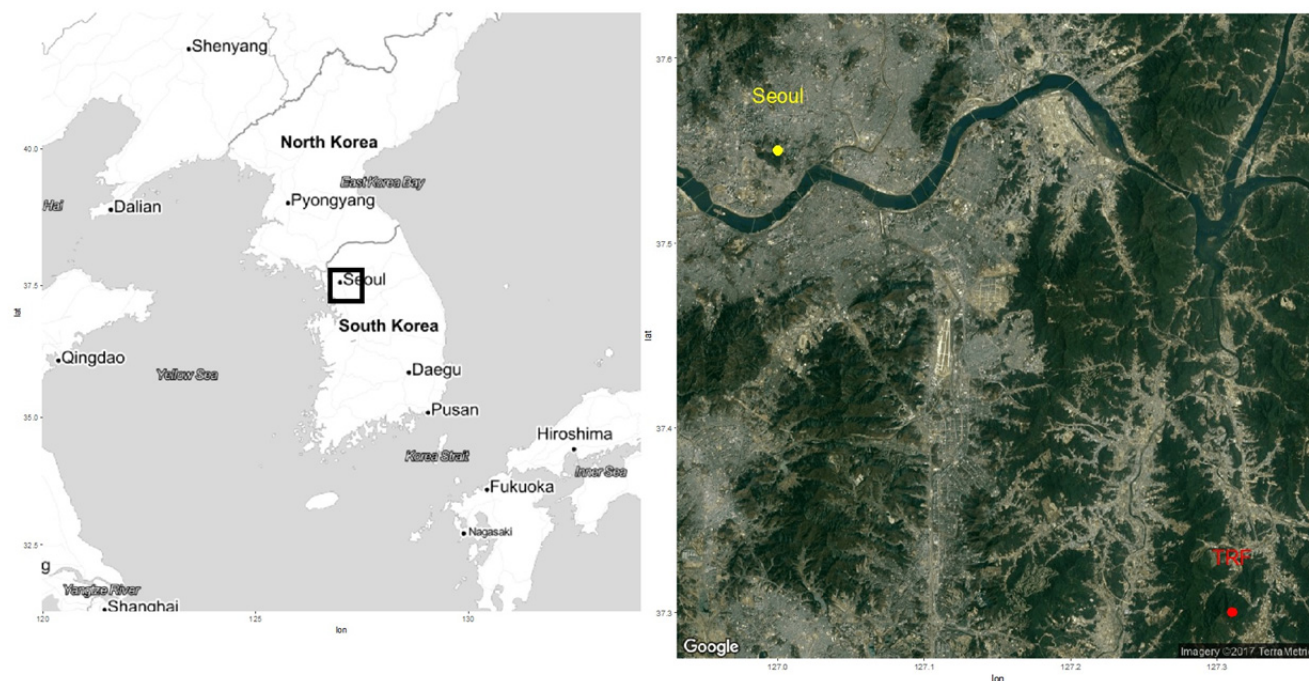 Shenyang
North Korea
East Korea Bay
Pyongyang
Hai
Dalian
Seoul
South Korea
Qingdao
Yellow Sea
Daegu
Pusan
Hiroshima
Korea Strait
Inner Sea
Fukuoka
Nagasaki
g
Yangtze River
Shanghai
40.0
37.5
35.0
32.5
lat
120
125
130
lon
Seoul
TRF
37.6
37.5
37.4
37.3
lat
Google
Imagery ©2017 TerraMetric
127.0
127.1
127.2
127.3
lon